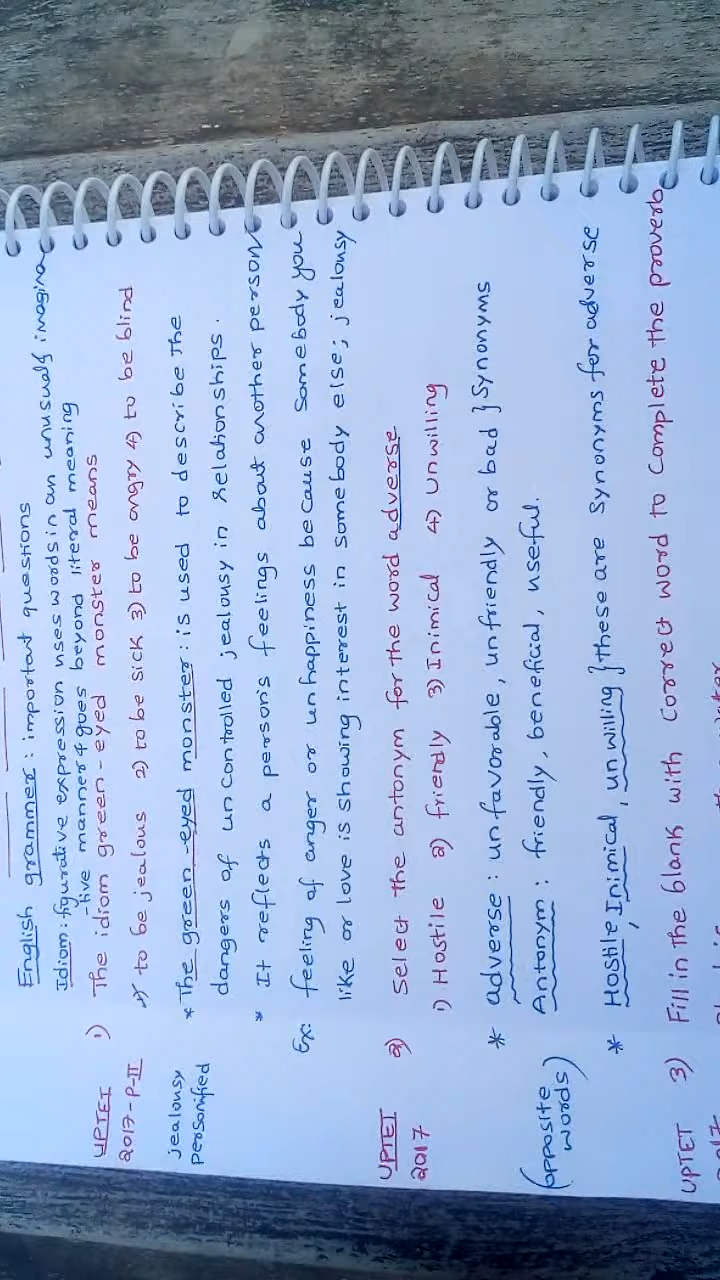 English grammer : important questions
Idiom : figurative expression uses words in an unusual & imagina
-tive manner & goes beyond literal meaning
UPTET 1) The idiom green-eyed monster means
2017-P-II 1) to be jealous 2) to be sick 3) to be angry 4) to be blind
jealousy personified * The green-eyed monster : is used to describe The
dangers of uncontrolled jealousy in relationships.
* It reflects a persons feelings about another person
Ex: feeling of anger or unhappiness because somebody you
like or love is showing interest in somebody else; jealousy
UPTET 2) Select the antonym for the word adverse
2017 1) Hostile 2) friendly 3) Inimical 4) Unwilling
* adverse : unfavorable, unfriendly or bad } Synonyms
(opposite words) Antonym : friendly, beneficial, useful.
* Hostile, Inimical, unwilling } these are synonyms for adverse
UPTET 3) Fill in the blank with correct word to complete the proverb